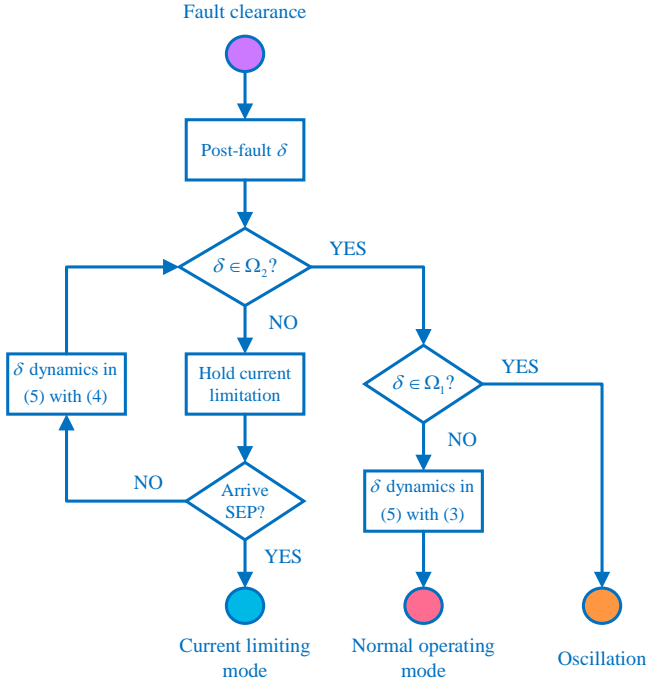 Fault clearance
Post-fault δ
δ ∈ Ω₂?
YES
NO
δ dynamics in
(5) with (4)
Hold current
limitation
δ ∈ Ω₁?
YES
NO
NO
Arrive
SEP?
δ dynamics in
(5) with (3)
YES
Current limiting
mode
Normal operating
mode
Oscillation